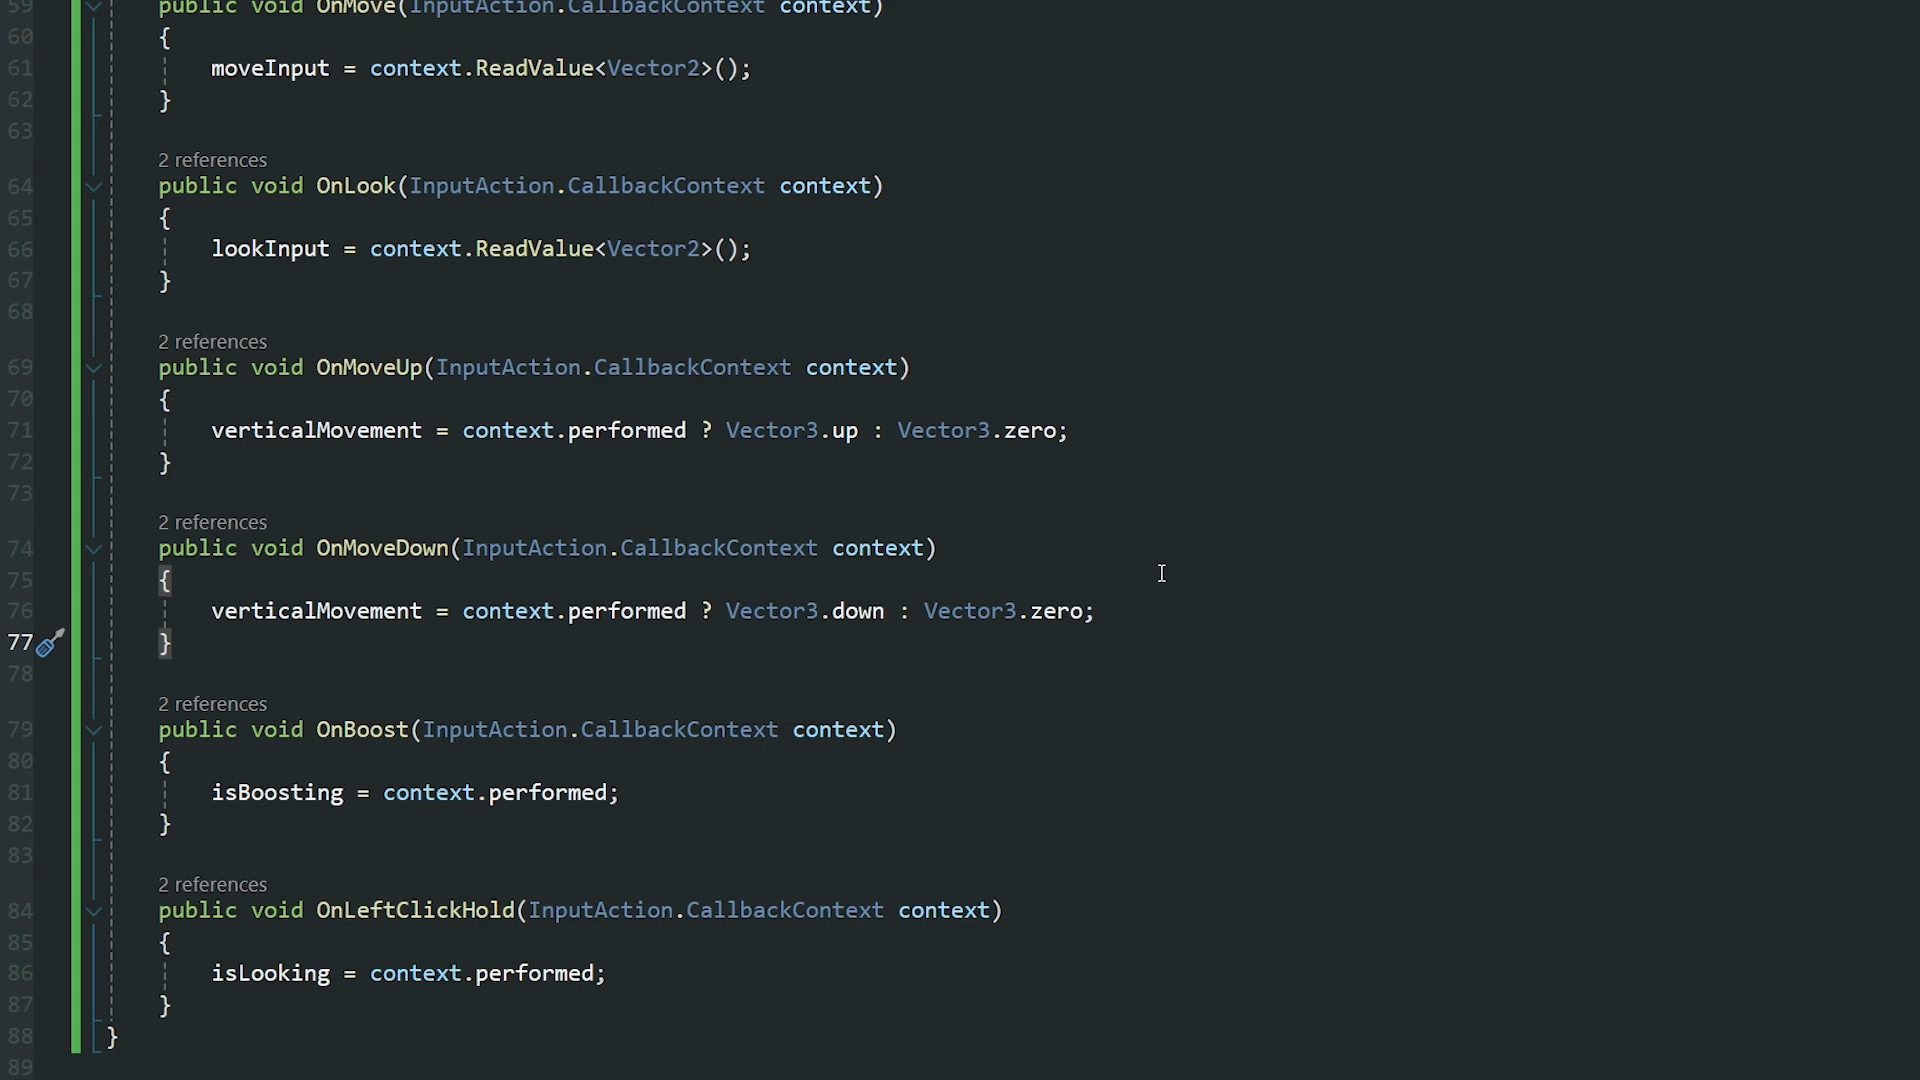 59 public void OnMove(InputAction.CallbackContext context)
60 {
61 moveInput = context.ReadValue<Vector2>();
62 }
63
2 references
64 public void OnLook(InputAction.CallbackContext context)
65 {
66 lookInput = context.ReadValue<Vector2>();
67 }
68
2 references
69 public void OnMoveUp(InputAction.CallbackContext context)
70 {
71 verticalMovement = context.performed ? Vector3.up : Vector3.zero;
72 }
73
2 references
74 public void OnMoveDown(InputAction.CallbackContext context)
75 {
76 verticalMovement = context.performed ? Vector3.down : Vector3.zero;
77 }
78
2 references
79 public void OnBoost(InputAction.CallbackContext context)
80 {
81 isBoosting = context.performed;
82 }
83
2 references
84 public void OnLeftClickHold(InputAction.CallbackContext context)
85 {
86 isLooking = context.performed;
87 }
88 }
89